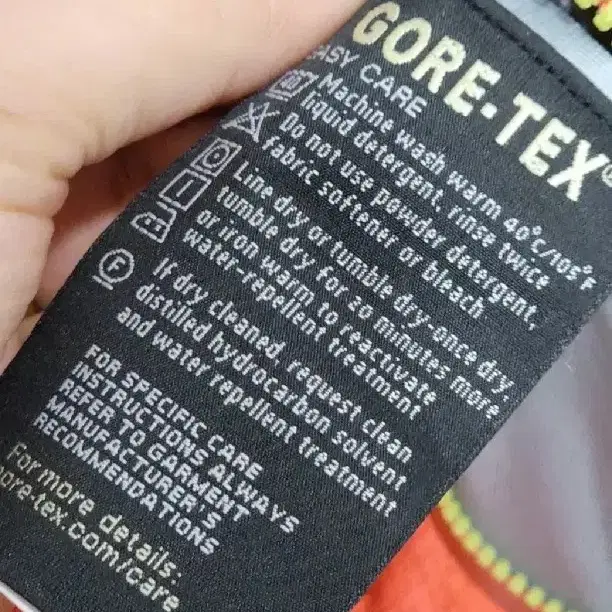 GORE-TEX®
EASY CARE
Machine wash warm 40°C/105°F
liquid detergent, rinse twice
Do not use powder detergent,
fabric softener or bleach
Line dry or tumble dry-once dry,
tumble dry for 20 minutes more
or iron warm to reactivate
water-repellent treatment
If dry cleaned, request clean
distilled hydrocarbon solvent
and water repellent treatment
F
FOR SPECIFIC CARE
INSTRUCTIONS ALWAYS
REFER TO GARMENT
MANUFACTURER'S
RECOMMENDATIONS
For more details:
gore-tex.com/care